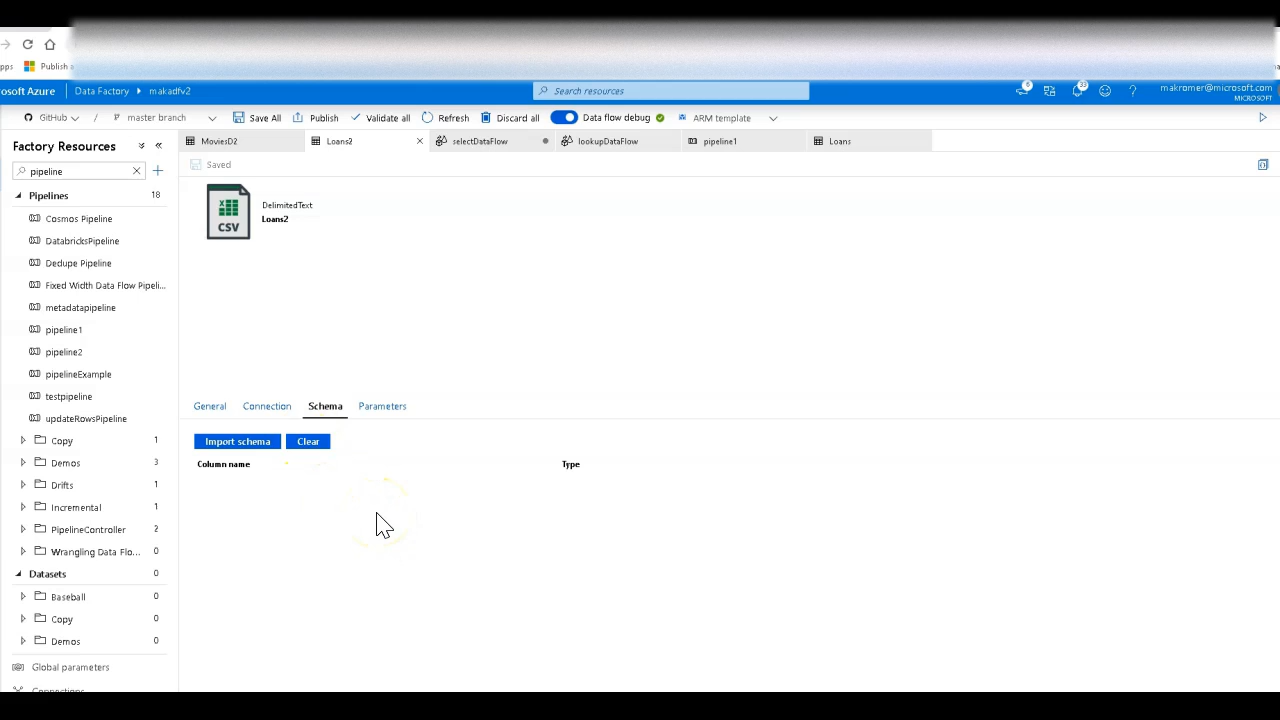 pps Publish
osoft Azure Data Factory makadfv2 Search resources 6 33 makromer@microsoft.com
MICROSOFT
GitHub / master branch Save All Publish Validate all Refresh Discard all Data flow debug ARM template
Factory Resources MoviesD2 Loans2 selectDataFlow lookupDataFlow pipeline1 Loans
pipeline Saved
Pipelines 18
Cosmos Pipeline
DatabricksPipeline
Dedupe Pipeline
Fixed Width Data Flow Pipeli...
metadatapipeline
pipeline1
pipeline2
pipelineExample
testpipeline
updateRowsPipeline
Copy 1
Demos 3
Drifts 1
Incremental 1
PipelineController 2
Wrangling Data Flo... 0
Datasets 0
Baseball 0
Copy 0
Demos 0
Global parameters
Connections
CSV
DelimitedText
Loans2
General Connection Schema Parameters
Import schema Clear
Column name Type